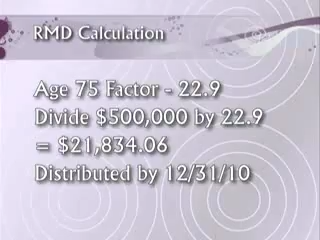 RMD Calculation
Age 75 Factor - 22.9
Divide $500,000 by 22.9
= $21,834.06
Distributed by 12/31/10